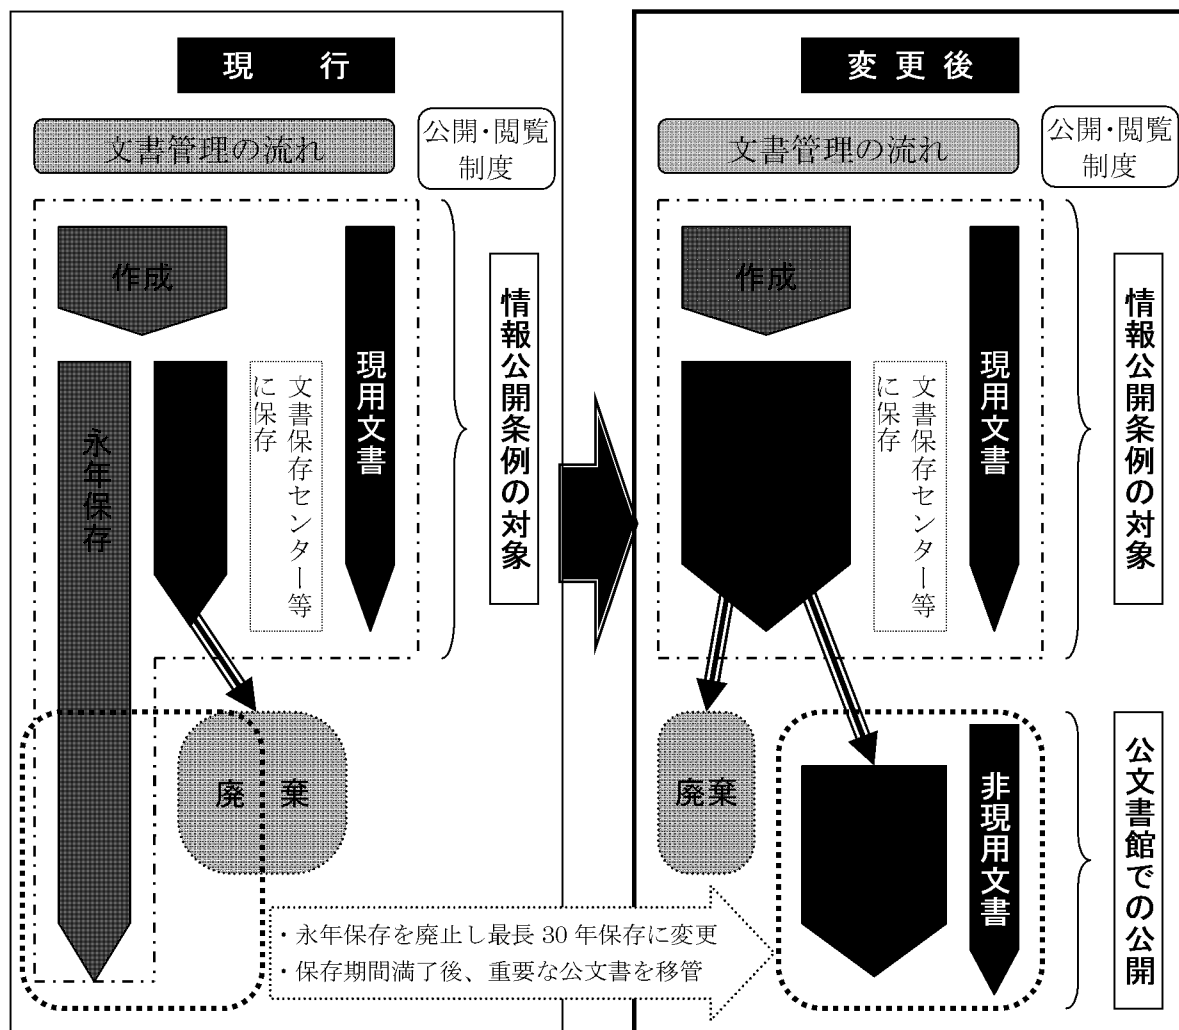 現　行
文書管理の流れ
公開・閲覧
制度
作成
永年保存
文書保存センター等
に保存
現用文書
情報公開条例の対象
廃　棄
変更後
文書管理の流れ
公開・閲覧
制度
作成
文書保存センター等
に保存
現用文書
情報公開条例の対象
廃棄
非現用文書
公文書館での公開
・永年保存を廃止し最長 30 年保存に変更
・保存期間満了後、重要な公文書を移管